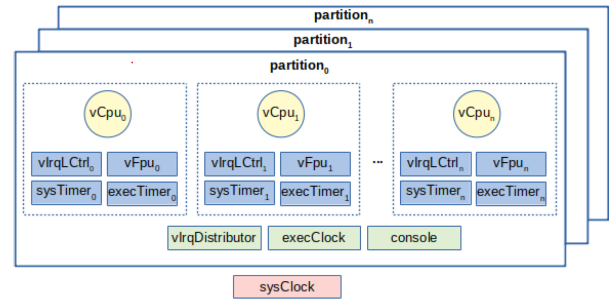 partitionₙ
partition₁
partition₀
vCpu₀ vCpu₁ vCpuₙ
vIrqLCtrl₀ vFpu₀ vIrqLCtrl₁ vFpu₁ ... vIrqLCtrlₙ vFpuₙ
sysTimer₀ execTimer₀ sysTimer₁ execTimer₁ sysTimerₙ execTimerₙ
vIrqDistributor execClock console
sysClock